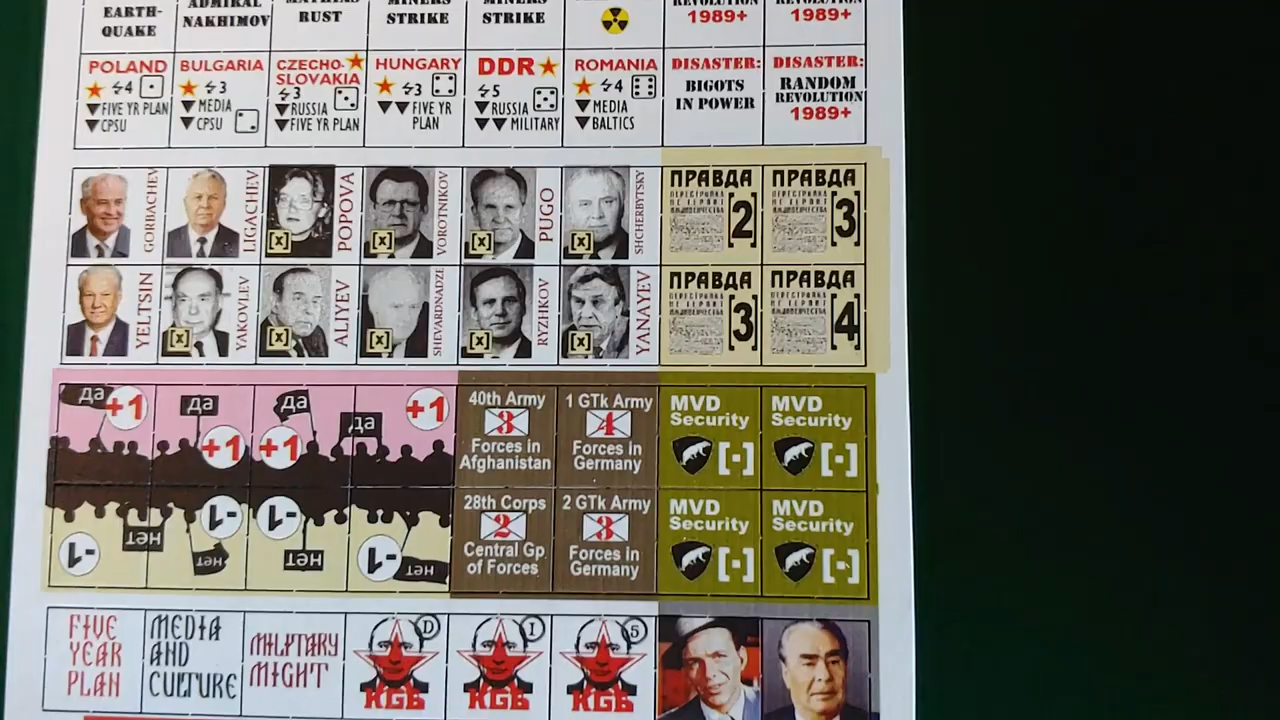 EARTH-
QUAKE
ADMIRAL
NAKHIMOV
RUST
MINERS
STRIKE
MINERS
STRIKE
REVOLUTION
1989+
REVOLUTION
1989+
POLAND
4
FIVE YR PLAN
CPSU
BULGARIA
3
MEDIA
CPSU
CZECHO-
SLOVAKIA
3
RUSSIA
FIVE YR PLAN
HUNGARY
3
FIVE YR
PLAN
DDR
5
RUSSIA
MILITARY
ROMANIA
4
MEDIA
BALTICS
DISASTER:
BIGOTS
IN POWER
DISASTER:
RANDOM
REVOLUTION
1989+
GORBACHEV
LIGACHEV
[x]
POPOVA
[x]
VOROTNIKOV
[x]
PUGO
[x]
SHCHERBYTSKY
ПРАВДА
[2]
ПРАВДА
[3]
YELTSIN
[x]
YAKOVLEV
[x]
ALIYEV
[x]
SHEVARDNADZE
[x]
RYZHKOV
[x]
YANAYEV
ПРАВДА
[3]
ПРАВДА
[4]
да
+1
да
+1
да
+1
да
+1
40th Army
3
Forces in
Afghanistan
1 GTk Army
4
Forces in
Germany
MVD
Security
[-]
MVD
Security
[-]
-1
нет
-1
нет
-1
нет
-1
нет
28th Corps
2
Central Gp
of Forces
2 GTk Army
3
Forces in
Germany
MVD
Security
[-]
MVD
Security
[-]
FIVE
YEAR
PLAN
MEDIA
AND
CULTURE
MILITARY
MIGHT
D
KGB
I
KGB
5
KGB